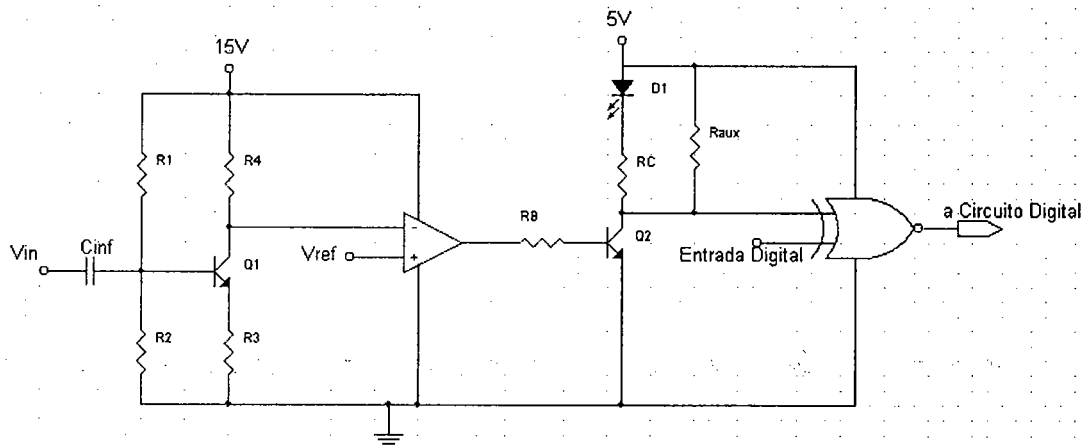 15V
5V
D1
R1
R4
RC
Raux
Vin
Cinf
Q1
Vref
-
+
RB
Q2
Entrada Digital
a Circuito Digital
R2
R3